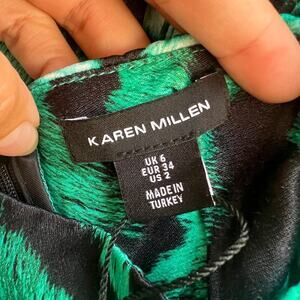 KAREN MILLEN
UK 6
EUR 34
US 2
MADE IN
TURKEY